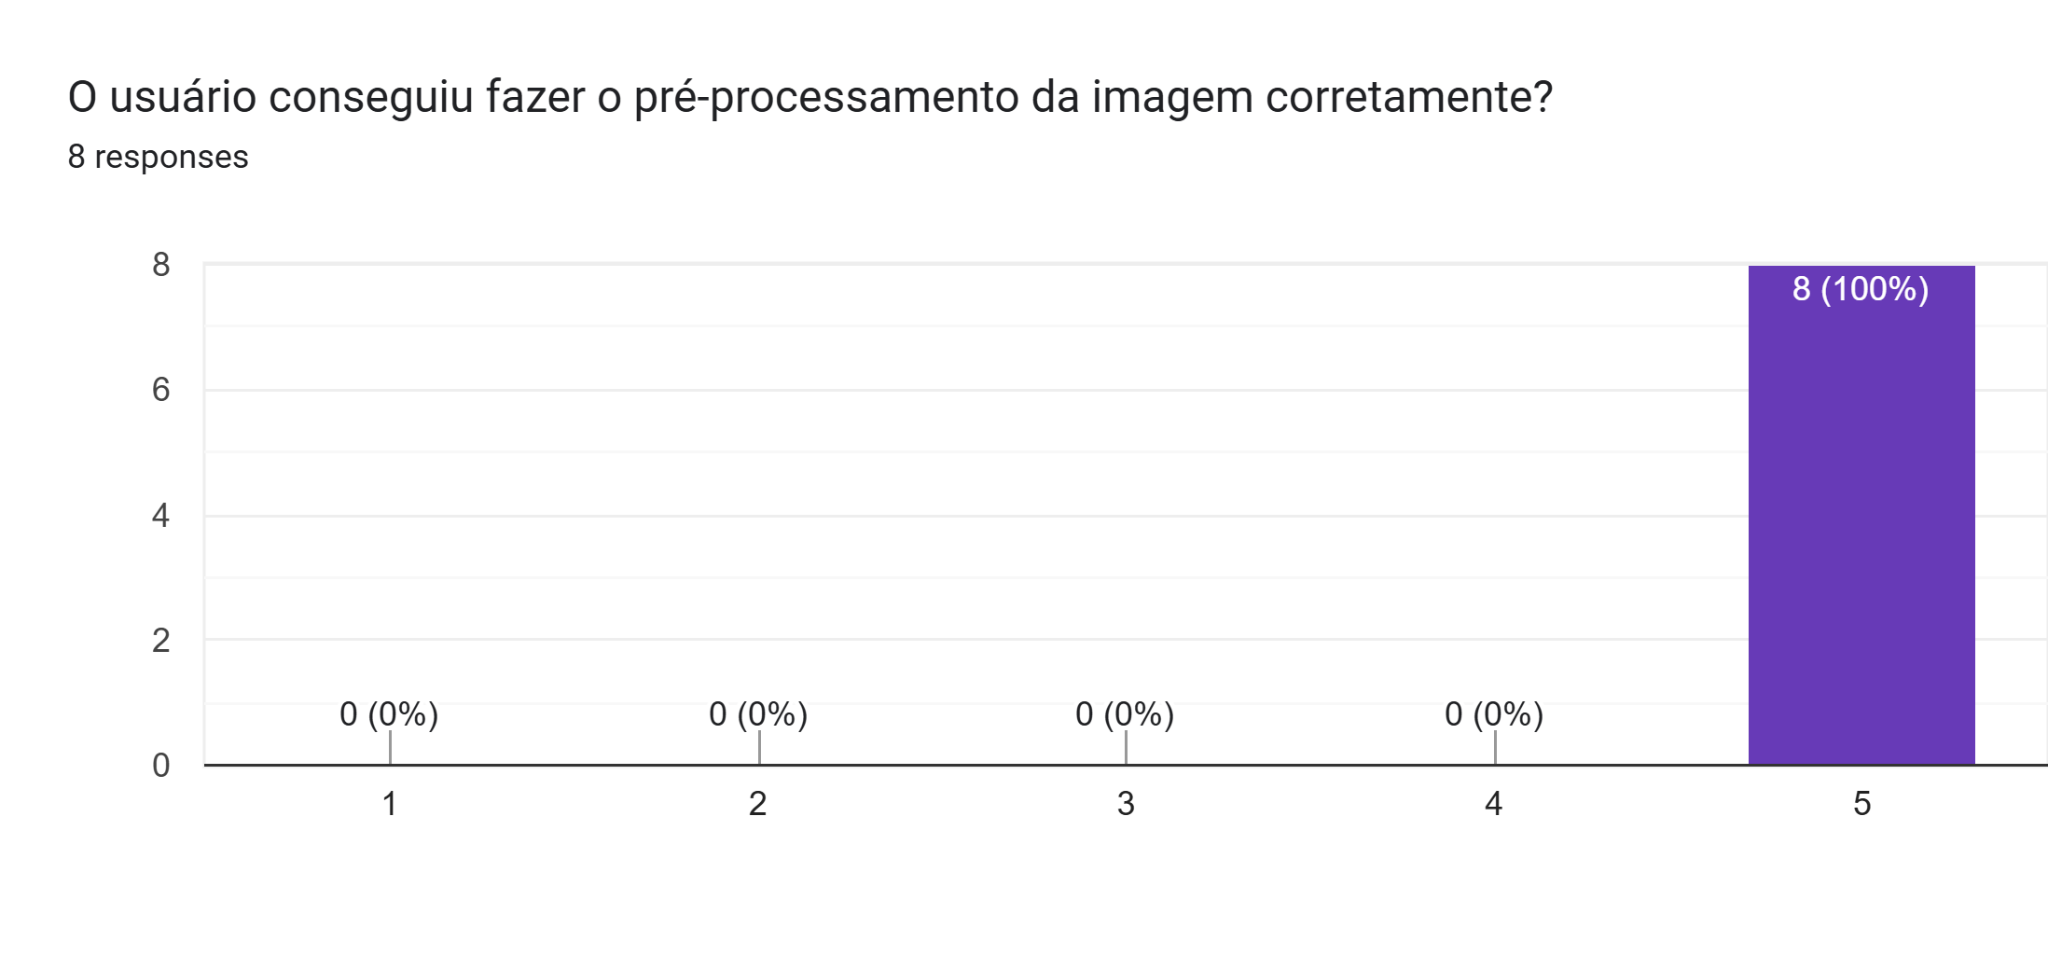 O usuário conseguiu fazer o pré-processamento da imagem corretamente?
8 responses
8
8 (100%)
6
4
2
0 (0%) 0 (0%) 0 (0%) 0 (0%)
0
1 2 3 4 5